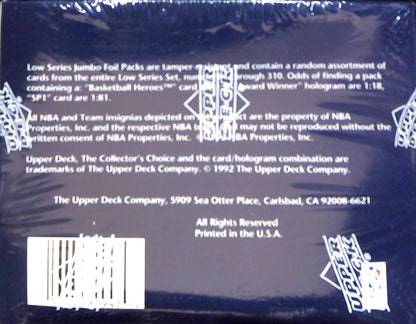 Low Series Jumbo Foil Packs are tamper-resistant and contain a random assortment of
cards from the entire Low Series Set, through 310. Odds of finding a pack
containing a: "Basketball Heroes™" card Award Winner" hologram are 1:18,
"SP1" card are 1:81.
All NBA and Team insignias depicted on are the property of NBA
Properties, Inc. and the respective NBA may not be reproduced without the
written consent of NBA Properties, Inc. NBA Properties, Inc.
Upper Deck, The Collector's Choice and the card/hologram combination are
trademarks of The Upper Deck Company. © 1992 The Upper Deck Company.
The Upper Deck Company, 5909 Sea Otter Place, Carlsbad, CA 92008-6621
All Rights Reserved
Printed in the U.S.A.
UPPER
DECK
UPPER
DECK